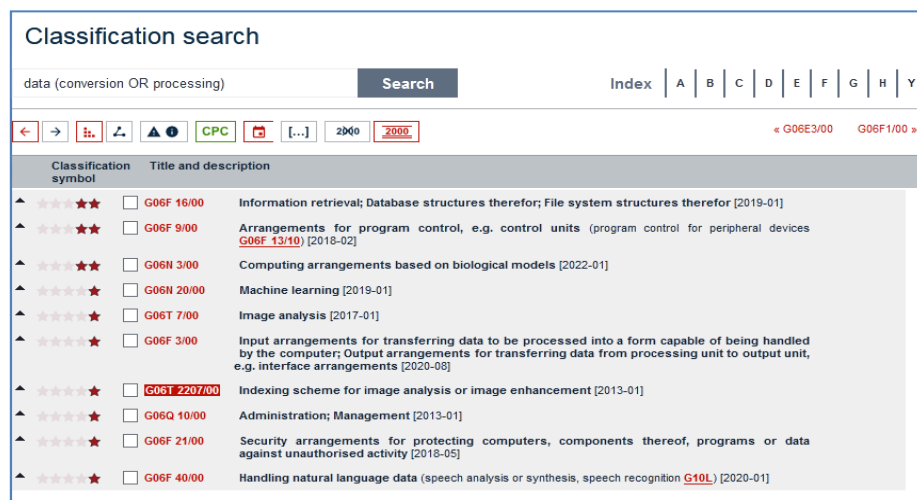 Classification search
data (conversion OR processing) Search Index A B C D E F G H Y
CPC [...] 2000 2000 « G06E3/00 G06F1/00 »
Classification symbol Title and description
G06F 16/00 Information retrieval; Database structures therefor; File system structures therefor [2019-01]
G06F 9/00 Arrangements for program control, e.g. control units (program control for peripheral devices
G06F 13/10) [2018-02]
G06N 3/00 Computing arrangements based on biological models [2022-01]
G06N 20/00 Machine learning [2019-01]
G06T 7/00 Image analysis [2017-01]
G06F 3/00 Input arrangements for transferring data to be processed into a form capable of being handled
by the computer; Output arrangements for transferring data from processing unit to output unit,
e.g. interface arrangements [2020-08]
G06T 2207/00 Indexing scheme for image analysis or image enhancement [2013-01]
G06Q 10/00 Administration; Management [2013-01]
G06F 21/00 Security arrangements for protecting computers, components thereof, programs or data
against unauthorised activity [2018-05]
G06F 40/00 Handling natural language data (speech analysis or synthesis, speech recognition G10L) [2020-01]